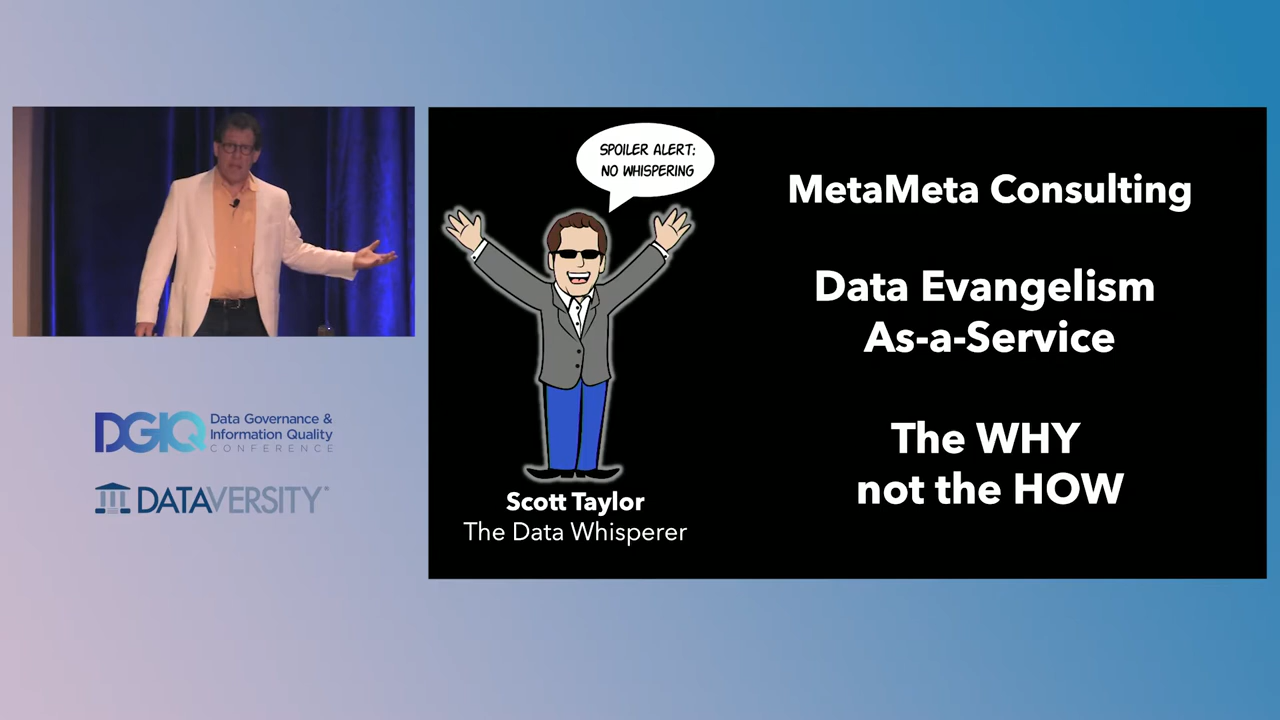 SPOILER ALERT:
NO WHISPERING
MetaMeta Consulting
Data Evangelism
As-a-Service
The WHY
not the HOW
Scott Taylor
The Data Whisperer
DGIQ
Data Governance &
Information Quality
CONFERENCE
DATAVERSITY®